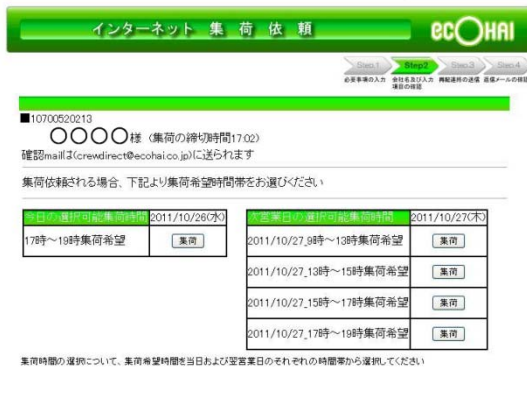 インターネット 集 荷 依 頼
ecOHAI
Step1 Step2 Step3 Step4
必要事項の入力 会社名及び入力項目の確認 再配達所の送信 返信メールの確認
■10700520213
〇〇〇〇様 (集荷の締切時間17:02)
確認mailは(crewdirect@ecohai.co.jp)に送られます
集荷依頼される場合、下記より集荷希望時間帯をお選びください
今日の選択可能集荷時間 2011/10/26(水)
17時～19時集荷希望 集荷
次営業日の選択可能集荷時間 2011/10/27(木)
2011/10/27_9時～13時集荷希望 集荷
2011/10/27_13時～15時集荷希望 集荷
2011/10/27_15時～17時集荷希望 集荷
2011/10/27_17時～19時集荷希望 集荷
集荷時間の選択について、集荷希望時間を当日および翌営業日のそれぞれの時間帯から選択してください